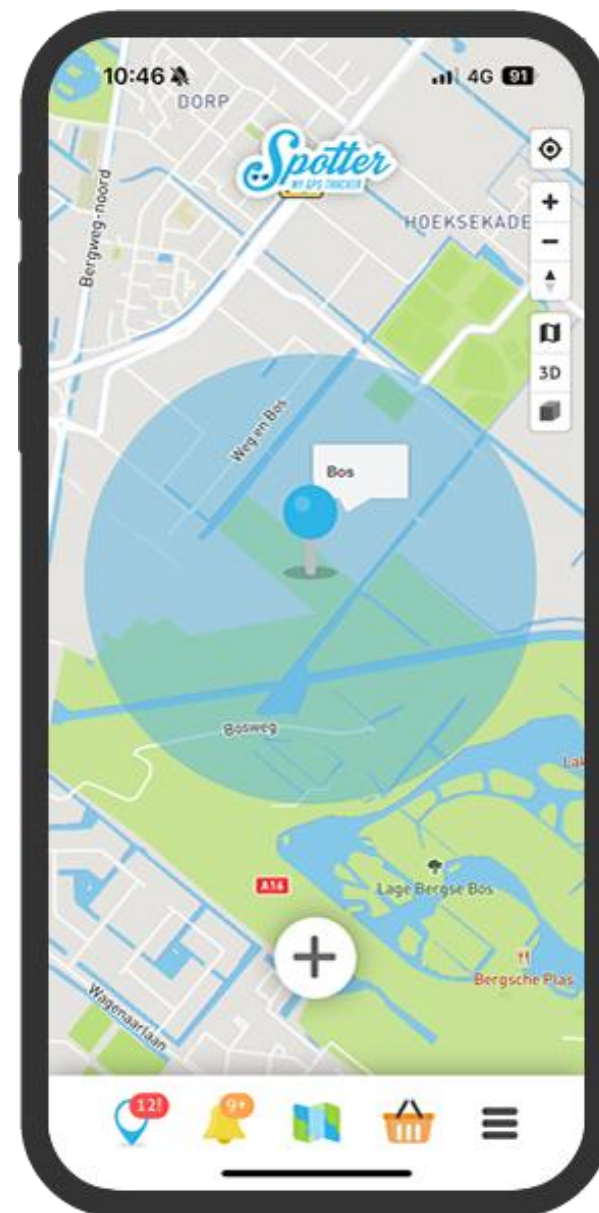 10:46
4G 91
DORP
Spotter
MY GPS TRACKER
Bergweg-noord
HOEKSEKADE
3D
Weg en Bos
Bos
Bosweg
Lak
A16
Lage Bergse Bos
Bergsche Plas
Wagenaarlaan
12!
9+